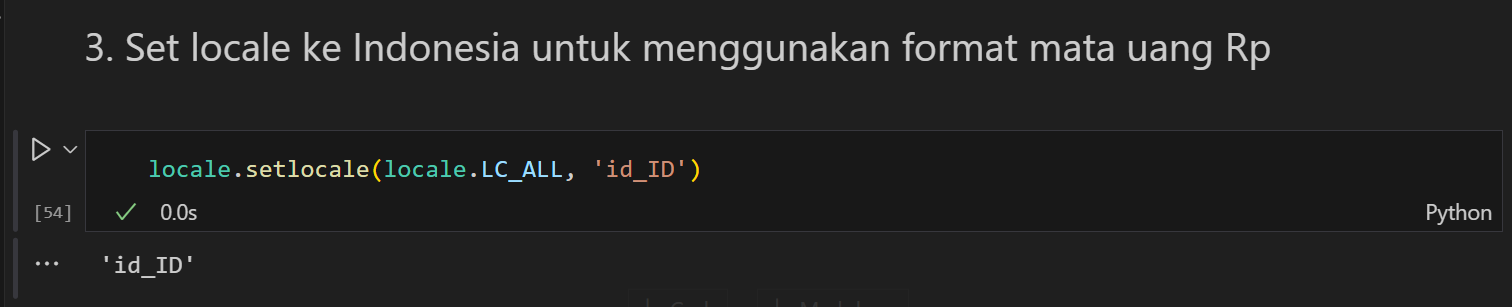 3. Set locale ke Indonesia untuk menggunakan format mata uang Rp
locale.setlocale(locale.LC_ALL, 'id_ID')
[54]
0.0s
Python
'id_ID'